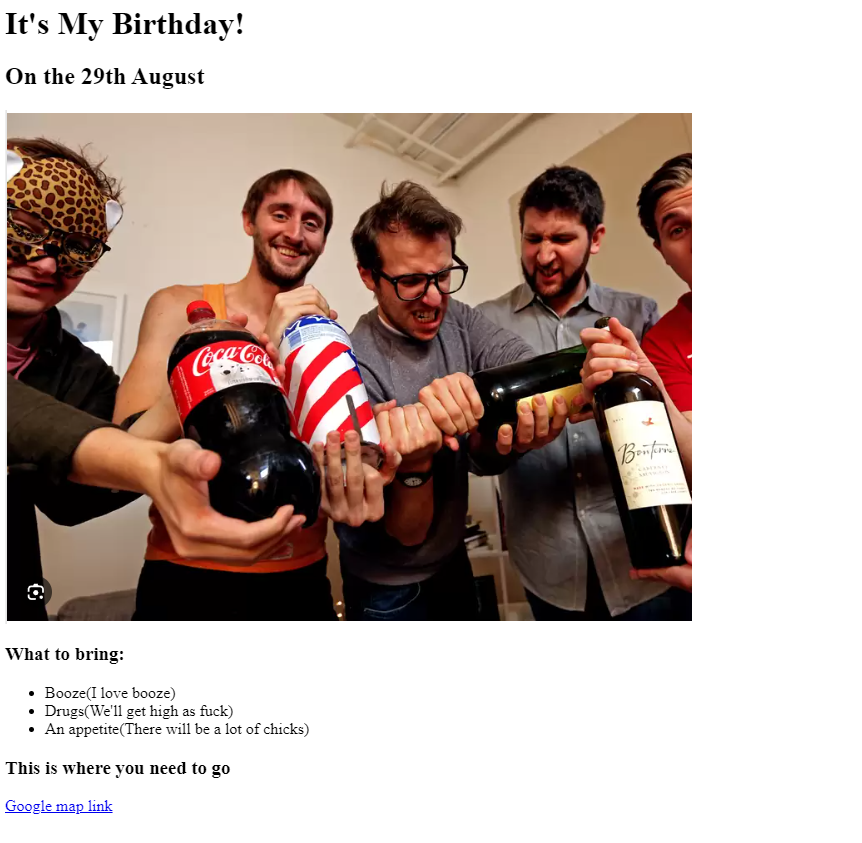 It's My Birthday!
On the 29th August
Coca-Cola
Bonterra
What to bring:
Booze(I love booze)
Drugs(We'll get high as fuck)
An appetite(There will be a lot of chicks)
This is where you need to go
Google map link